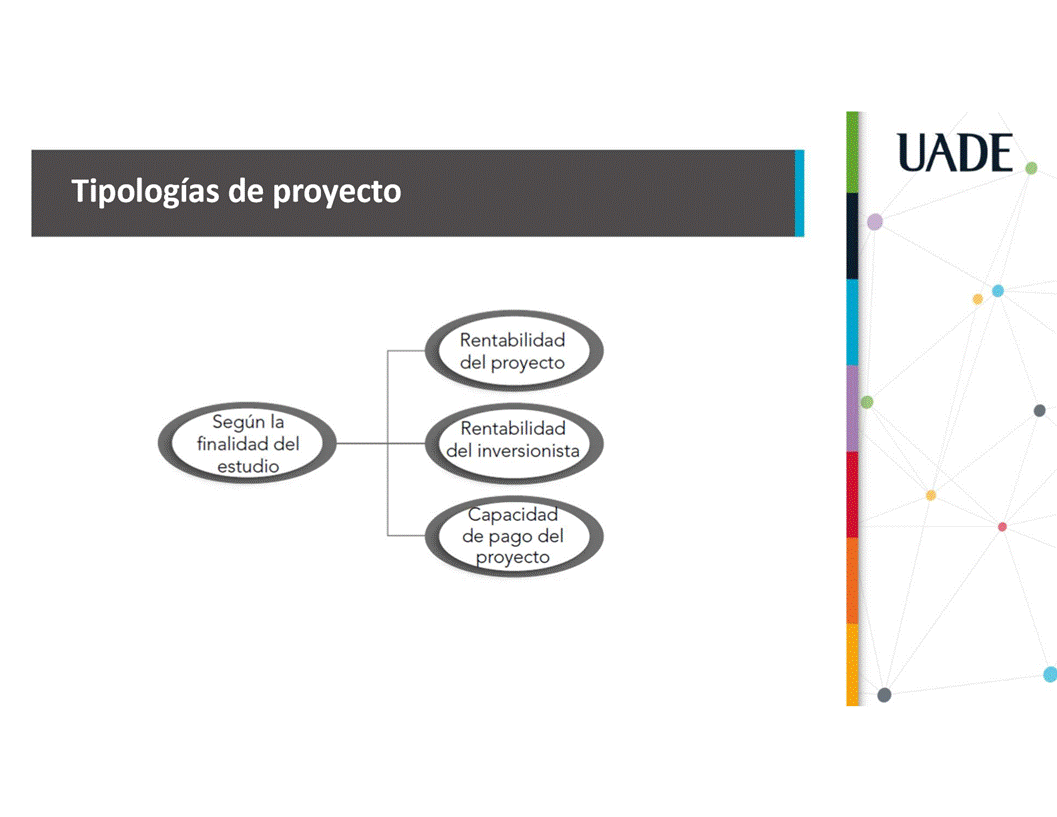 UADE
Tipologías de proyecto
Según la
finalidad del
estudio
Rentabilidad
del proyecto
Rentabilidad
del inversionista
Capacidad
de pago del
proyecto